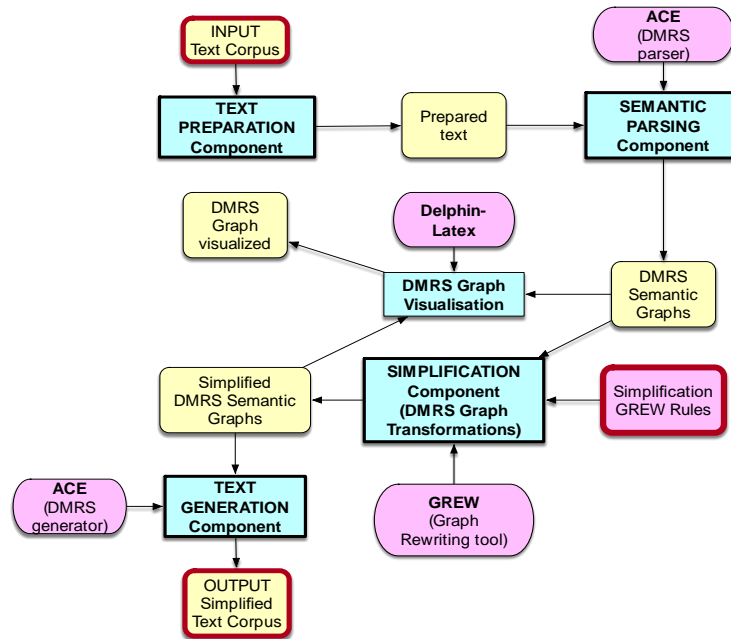 INPUT
Text Corpus
ACE
(DMRS
parser)
TEXT
PREPARATION
Component
Prepared
text
SEMANTIC
PARSING
Component
DMRS
Graph
visualized
Delphin-
Latex
DMRS Graph
Visualisation
DMRS
Semantic
Graphs
Simplified
DMRS Semantic
Graphs
SIMPLIFICATION
Component
(DMRS Graph
Transformations)
Simplification
GREW Rules
ACE
(DMRS
generator)
TEXT
GENERATION
Component
GREW
(Graph
Rewriting tool)
OUTPUT
Simplified
Text Corpus